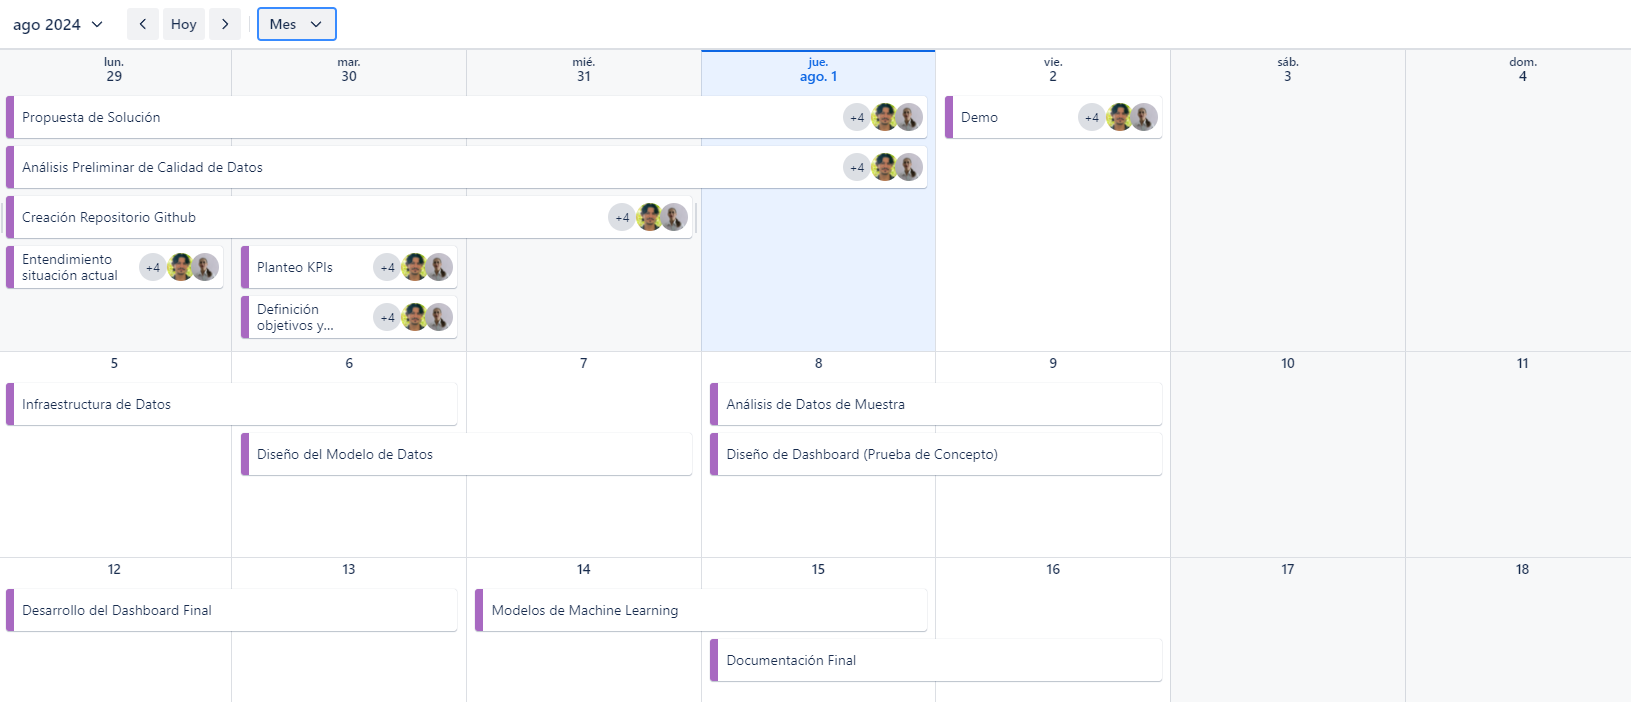 ago 2024
Hoy
Mes
lun.
29
mar.
30
mié.
31
jue.
ago. 1
vie.
2
sáb.
3
dom.
4
Propuesta de Solución
+4
Demo
+4
Análisis Preliminar de Calidad de Datos
+4
Creación Repositorio Github
+4
Entendimiento
situación actual
+4
Planteo KPIs
+4
Definición
objetivos y...
+4
5
6
7
8
9
10
11
Infraestructura de Datos
Análisis de Datos de Muestra
Diseño del Modelo de Datos
Diseño de Dashboard (Prueba de Concepto)
12
13
14
15
16
17
18
Desarrollo del Dashboard Final
Modelos de Machine Learning
Documentación Final